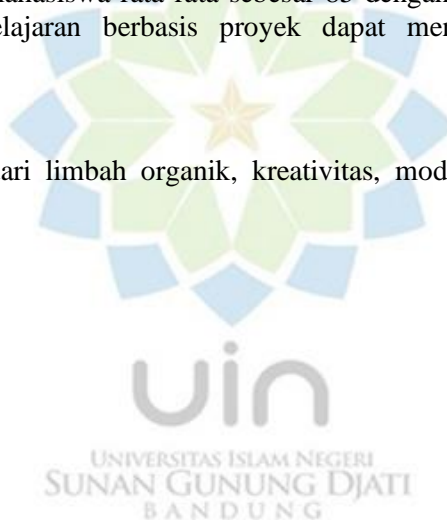 mahasiswa rata-rata sebesar 85 dengan
elajaran berbasis proyek dapat men
ari limbah organik, kreativitas, mod
uin
UNIVERSITAS ISLAM NEGERI
SUNAN GUNUNG DJATI
BANDUNG